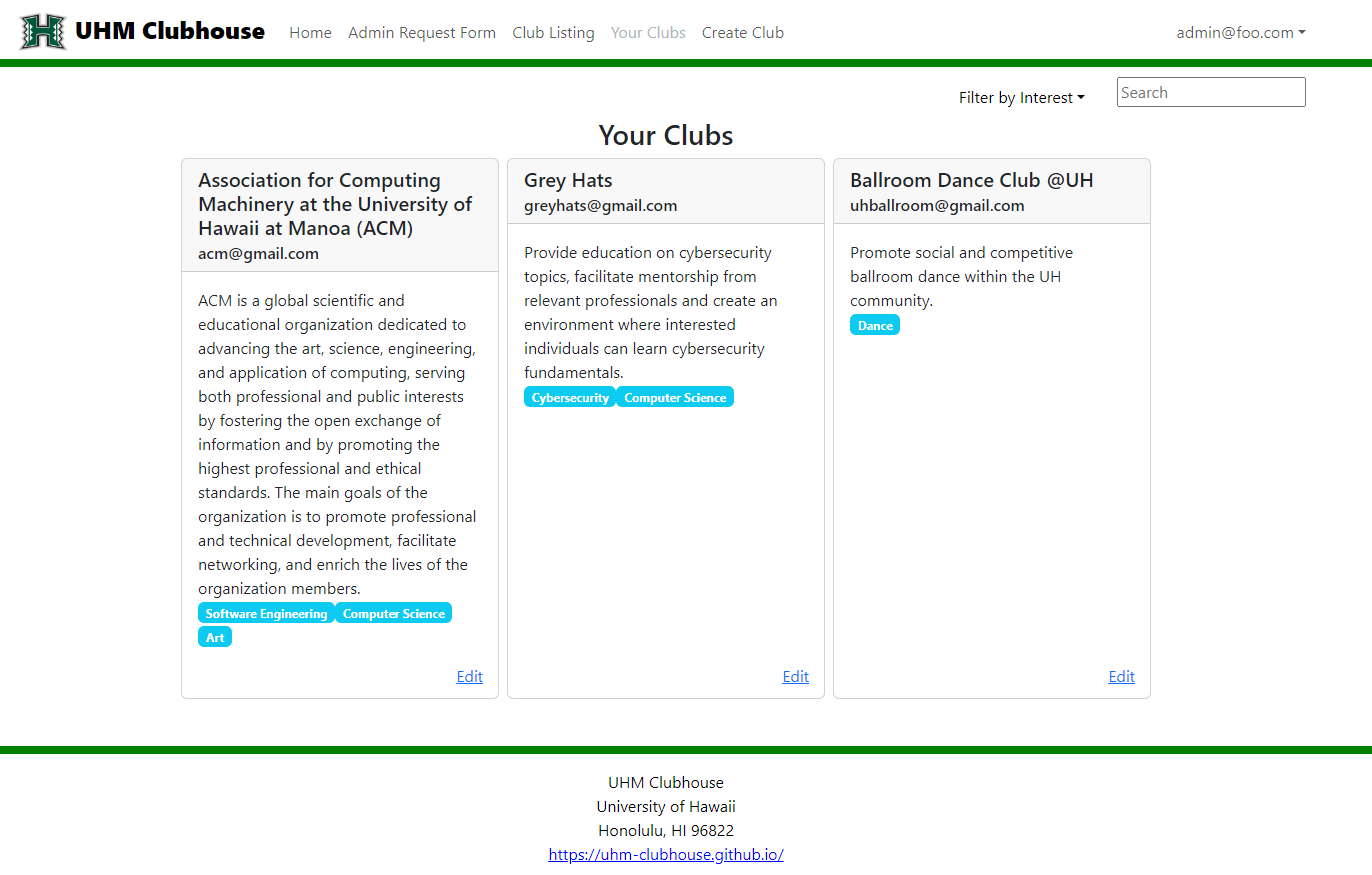 UHM Clubhouse Home Admin Request Form Club Listing Your Clubs Create Club admin@foo.com
Filter by Interest Search
Your Clubs
Association for Computing
Machinery at the University of
Hawaii at Manoa (ACM)
acm@gmail.com
ACM is a global scientific and
educational organization dedicated to
advancing the art, science, engineering,
and application of computing, serving
both professional and public interests
by fostering the open exchange of
information and by promoting the
highest professional and ethical
standards. The main goals of the
organization is to promote professional
and technical development, facilitate
networking, and enrich the lives of the
organization members.
Software Engineering Computer Science
Art
Edit
Grey Hats
greyhats@gmail.com
Provide education on cybersecurity
topics, facilitate mentorship from
relevant professionals and create an
environment where interested
individuals can learn cybersecurity
fundamentals.
Cybersecurity Computer Science
Edit
Ballroom Dance Club @UH
uhballroom@gmail.com
Promote social and competitive
ballroom dance within the UH
community.
Dance
Edit
UHM Clubhouse
University of Hawaii
Honolulu, HI 96822
https://uhm-clubhouse.github.io/